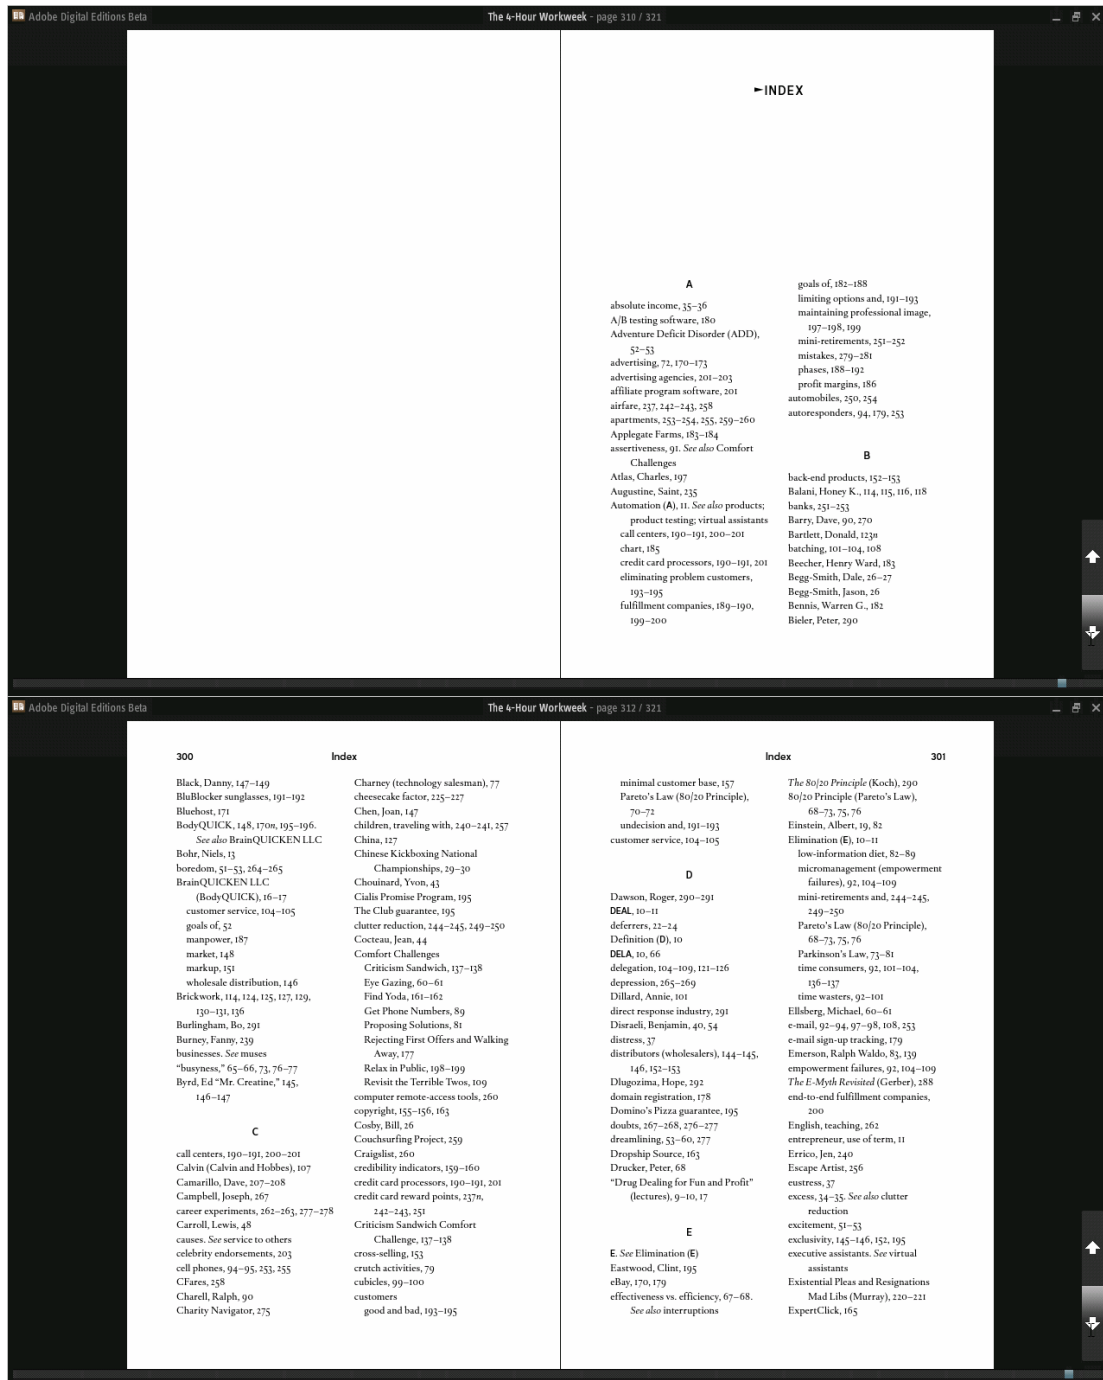 Adobe Digital Editions Beta
The 4-Hour Workweek - page 310 / 321
►INDEX
A
absolute income, 35–36
A/B testing software, 180
Adventure Deficit Disorder (ADD),
52–53
advertising, 72, 170–173
advertising agencies, 201–203
affiliate program software, 201
airfare, 237, 242–243, 258
apartments, 253–254, 255, 259–260
Applegate Farms, 183–184
assertiveness, 91. See also Comfort
Challenges
Atlas, Charles, 197
Augustine, Saint, 235
Automation (A), 11. See also products;
product testing; virtual assistants
call centers, 190–191, 200–201
chart, 185
credit card processors, 190–191, 201
eliminating problem customers,
193–195
fulfillment companies, 189–190,
199–200
goals of, 182–188
limiting options and, 191–193
maintaining professional image,
197–198, 199
mini-retirements, 251–252
mistakes, 279–281
phases, 188–192
profit margins, 186
automobiles, 250, 254
autoresponders, 94, 179, 253
B
back-end products, 152–153
Balani, Honey K., 114, 115, 116, 118
banks, 251–253
Barry, Dave, 90, 270
Bartlett, Donald, 123n
batching, 101–104, 108
Beecher, Henry Ward, 183
Begg-Smith, Dale, 26–27
Begg-Smith, Jason, 26
Bennis, Warren G., 182
Bieler, Peter, 290
Adobe Digital Editions Beta
The 4-Hour Workweek - page 312 / 321
300
Index
Black, Danny, 147–149
BluBlocker sunglasses, 191–192
Bluehost, 171
BodyQUICK, 148, 170n, 195–196.
See also BrainQUICKEN LLC
Bohr, Niels, 13
boredom, 51–53, 264–265
BrainQUICKEN LLC
(BodyQUICK), 16–17
customer service, 104–105
goals of, 52
manpower, 187
market, 148
markup, 151
wholesale distribution, 146
Brickwork, 114, 124, 125, 127, 129,
130–131, 136
Burlingham, Bo, 291
Burney, Fanny, 239
businesses. See muses
"busyness," 65–66, 73, 76–77
Byrd, Ed "Mr. Creatine," 145,
146–147
C
call centers, 190–191, 200–201
Calvin (Calvin and Hobbes), 107
Camarillo, Dave, 207–208
Campbell, Joseph, 267
career experiments, 262–263, 277–278
Carroll, Lewis, 48
causes. See service to others
celebrity endorsements, 203
cell phones, 94–95, 253, 255
CFares, 258
Charell, Ralph, 90
Charity Navigator, 275
Charney (technology salesman), 77
cheesecake factor, 225–227
Chen, Joan, 147
children, traveling with, 240–241, 257
China, 127
Chinese Kickboxing National
Championships, 29–30
Chouinard, Yvon, 43
Cialis Promise Program, 195
The Club guarantee, 195
clutter reduction, 244–245, 249–250
Cocteau, Jean, 44
Comfort Challenges
Criticism Sandwich, 137–138
Eye Gazing, 60–61
Find Yoda, 161–162
Get Phone Numbers, 89
Proposing Solutions, 81
Rejecting First Offers and Walking
Away, 177
Relax in Public, 198–199
Revisit the Terrible Twos, 109
computer remote-access tools, 260
copyright, 155–156, 163
Cosby, Bill, 26
Couchsurfing Project, 259
Craigslist, 260
credibility indicators, 159–160
credit card processors, 190–191, 201
credit card reward points, 237n,
242–243, 251
Criticism Sandwich Comfort
Challenge, 137–138
cross-selling, 153
crutch activities, 79
cubicles, 99–100
customers
good and bad, 193–195
Index
301
minimal customer base, 157
Pareto's Law (80/20 Principle),
70–72
undecision and, 191–193
customer service, 104–105
D
Dawson, Roger, 290–291
DEAL, 10–11
deferrers, 22–24
Definition (D), 10
DELA, 10, 66
delegation, 104–109, 121–126
depression, 265–269
Dillard, Annie, 101
direct response industry, 291
Disraeli, Benjamin, 40, 54
distress, 37
distributors (wholesalers), 144–145,
146, 152–153
Dlugozima, Hope, 292
domain registration, 178
Domino's Pizza guarantee, 195
doubts, 267–268, 276–277
dreamlining, 53–60, 277
Dropship Source, 163
Drucker, Peter, 68
"Drug Dealing for Fun and Profit"
(lectures), 9–10, 17
E
E. See Elimination (E)
Eastwood, Clint, 195
eBay, 170, 179
effectiveness vs. efficiency, 67–68.
See also interruptions
The 80/20 Principle (Koch), 290
80/20 Principle (Pareto's Law),
68–73, 75, 76
Einstein, Albert, 19, 82
Elimination (E), 10–11
low-information diet, 82–89
micromanagement (empowerment
failures), 92, 104–109
mini-retirements and, 244–245,
249–250
Pareto's Law (80/20 Principle),
68–73, 75, 76
Parkinson's Law, 73–81
time consumers, 92, 101–104,
136–137
time wasters, 92–101
Ellsberg, Michael, 60–61
e-mail, 92–94, 97–98, 108, 253
e-mail sign-up tracking, 179
Emerson, Ralph Waldo, 83, 139
empowerment failures, 92, 104–109
The E-Myth Revisited (Gerber), 288
end-to-end fulfillment companies,
200
English, teaching, 262
entrepreneur, use of term, 11
Errico, Jen, 240
Escape Artist, 256
eustress, 37
excess, 34–35. See also clutter
reduction
excitement, 51–53
exclusivity, 145–146, 152, 195
executive assistants. See virtual
assistants
Existential Pleas and Resignations
Mad Libs (Murray), 220–221
ExpertClick, 165